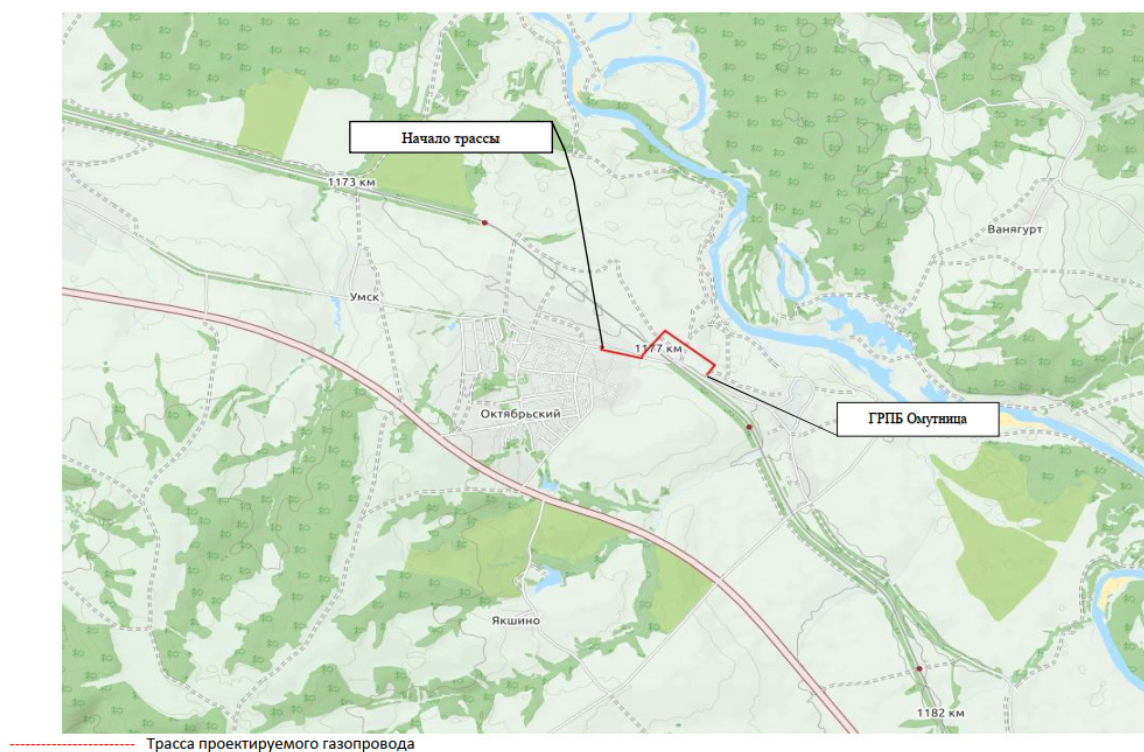 Начало трассы
1173 км
Ванягурт
Умск
1177 км
Октябрьский
ГРПБ Омутница
Якшино
1182 км
Трасса проектируемого газопровода